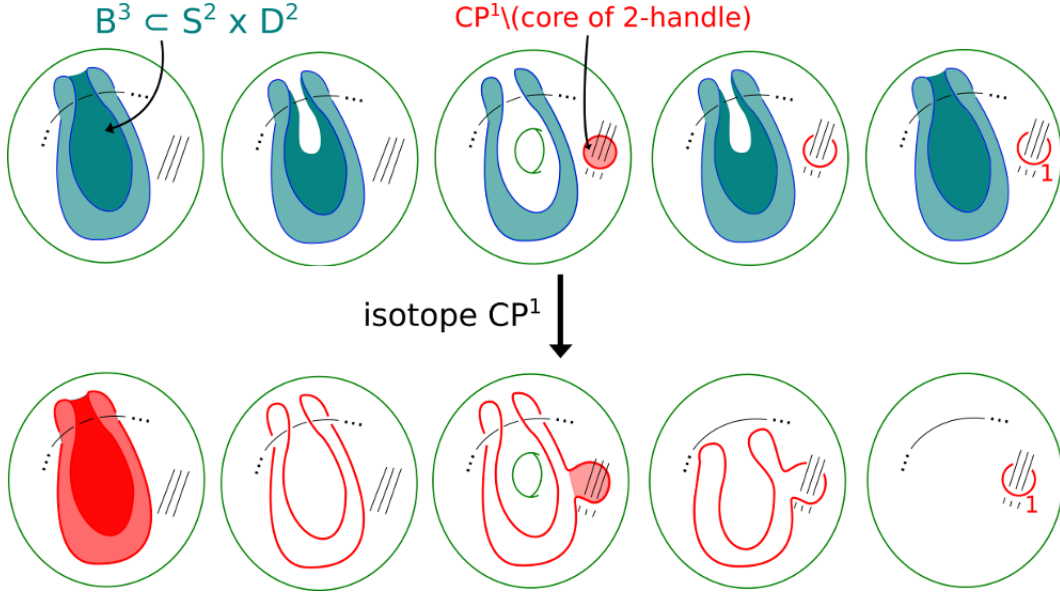 B³ ⊂ S² x D²
CP¹\(core of 2-handle)
1
isotope CP¹
1